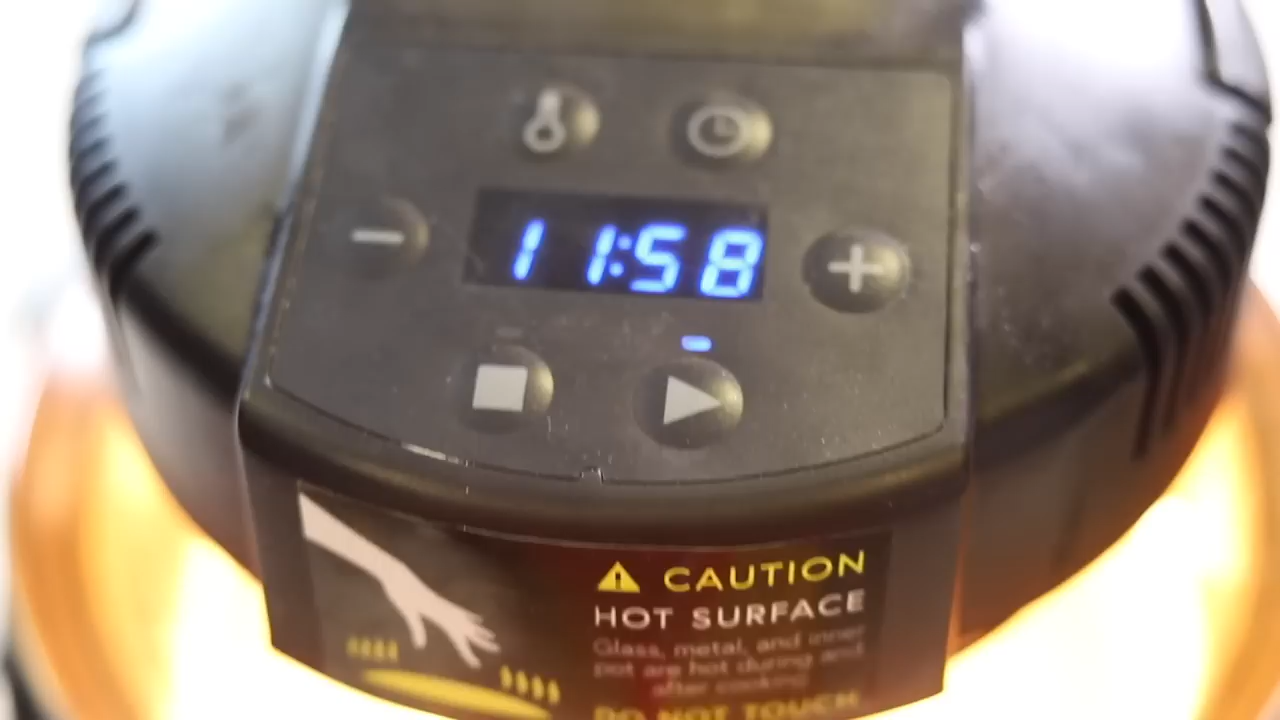 11:58
CAUTION
HOT SURFACE
Glass, metal, and inner
pot are hot during and
after cooking
DO NOT TOUCH